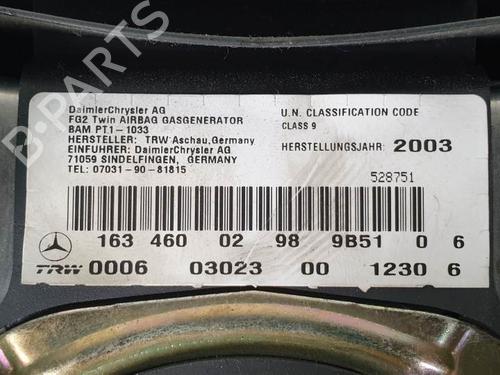 DaimlerChrysler AG
FG2 Twin AIRBAG GASGENERATOR
BAM PT.1- 1033
HERSTELLER: TRW Aschau,Germany
EINFUHRER: DaimlerChrysler AG
71059 SINDELFINGEN, GERMANY
TEL: 07031-90-81815
U.N. CLASSIFICATION CODE
CLASS 9
HERSTELLUNGSJAHR: 2003
528751
163 460 02 98 9B51 0 6
TRW 0006 03023 00 1230 6
B-PARTS